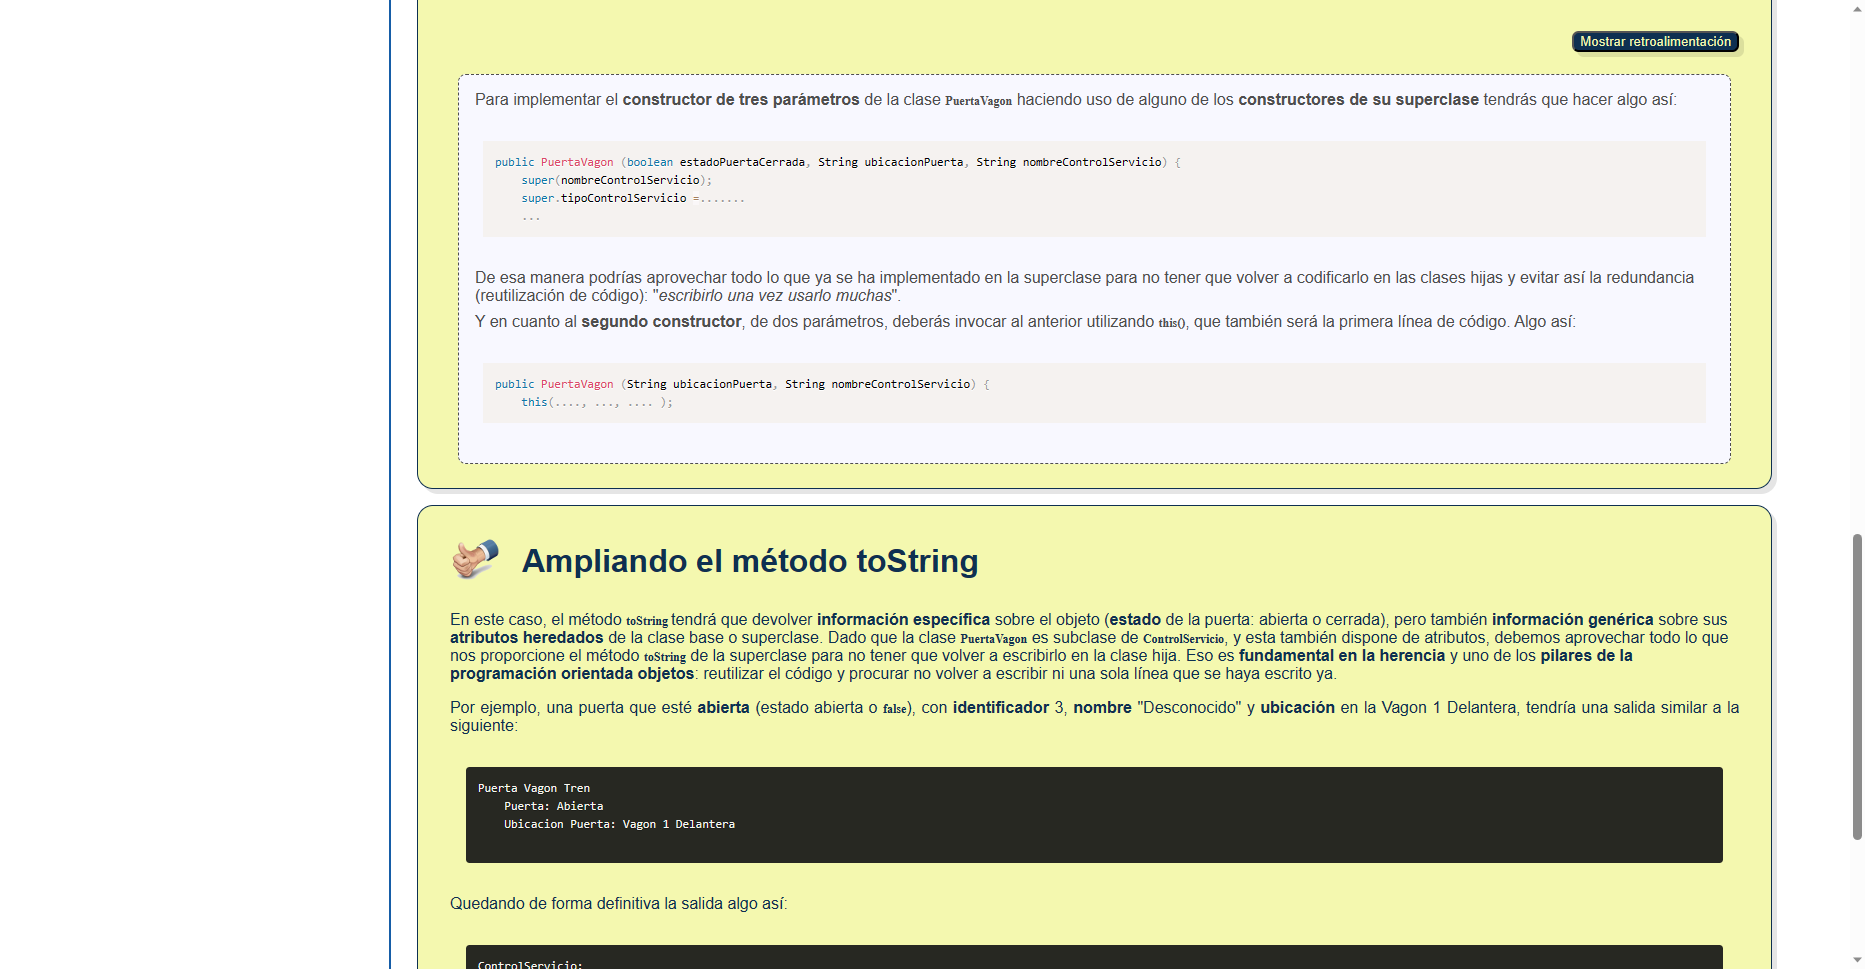 Mostrar retroalimentación
Para implementar el constructor de tres parámetros de la clase PuertaVagon haciendo uso de alguno de los constructores de su superclase tendrás que hacer algo así:
public PuertaVagon (boolean estadoPuertaCerrada, String ubicacionPuerta, String nombreControlServicio) {
    super(nombreControlServicio);
    super.tipoControlServicio =.......
    ...
De esa manera podrías aprovechar todo lo que ya se ha implementado en la superclase para no tener que volver a codificarlo en las clases hijas y evitar así la redundancia
(reutilización de código): "escribirlo una vez usarlo muchas".
Y en cuanto al segundo constructor, de dos parámetros, deberás invocar al anterior utilizando this(), que también será la primera línea de código. Algo así:
public PuertaVagon (String ubicacionPuerta, String nombreControlServicio) {
    this(...., ..., .... );
Ampliando el método toString
En este caso, el método toString tendrá que devolver información específica sobre el objeto (estado de la puerta: abierta o cerrada), pero también información genérica sobre sus
atributos heredados de la clase base o superclase. Dado que la clase PuertaVagon es subclase de ControlServicio, y esta también dispone de atributos, debemos aprovechar todo lo que
nos proporcione el método toString de la superclase para no tener que volver a escribirlo en la clase hija. Eso es fundamental en la herencia y uno de los pilares de la
programación orientada objetos: reutilizar el código y procurar no volver a escribir ni una sola línea que se haya escrito ya.
Por ejemplo, una puerta que esté abierta (estado abierta o false), con identificador 3, nombre "Desconocido" y ubicación en la Vagon 1 Delantera, tendría una salida similar a la
siguiente:
Puerta Vagon Tren
    Puerta: Abierta
    Ubicacion Puerta: Vagon 1 Delantera
Quedando de forma definitiva la salida algo así:
ControlServicio: